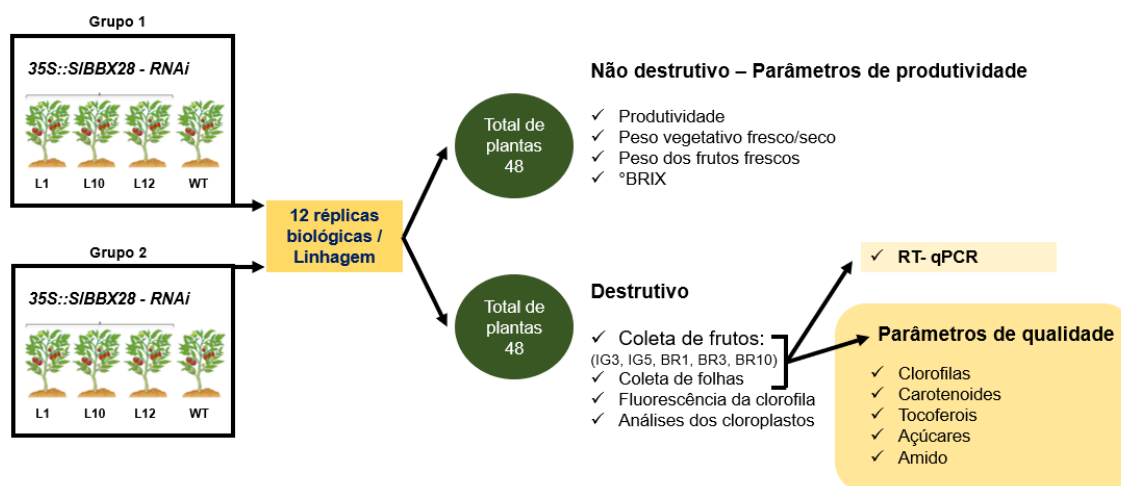 Grupo 1
35S::SlBBX28 - RNAi
L1 L10 L12 WT
Grupo 2
35S::SlBBX28 - RNAi
L1 L10 L12 WT
12 réplicas
biológicas /
Linhagem
Total de
plantas
48
Não destrutivo – Parâmetros de produtividade
✓ Produtividade
✓ Peso vegetativo fresco/seco
✓ Peso dos frutos frescos
✓ °BRIX
Total de
plantas
48
Destrutivo
✓ Coleta de frutos:
(IG3, IG5, BR1, BR3, BR10)
✓ Coleta de folhas
✓ Fluorescência da clorofila
✓ Análises dos cloroplastos
✓ RT- qPCR
Parâmetros de qualidade
✓ Clorofilas
✓ Carotenoides
✓ Tocoferois
✓ Açúcares
✓ Amido